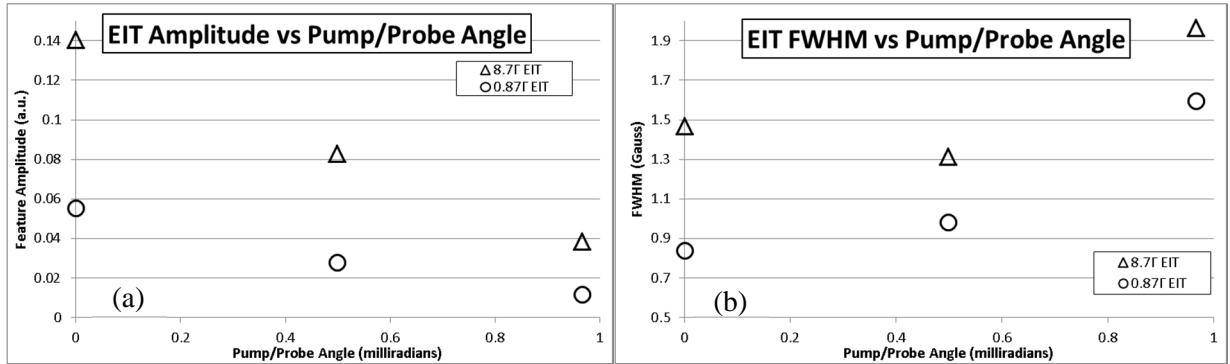 EIT Amplitude vs Pump/Probe Angle
0.14
0.12
0.1
0.08
0.06
0.04
0.02
0
Feature Amplitude (a.u.)
8.7Γ EIT
0.87Γ EIT
(a)
0 0.2 0.4 0.6 0.8 1
Pump/Probe Angle (milliradians)
EIT FWHM vs Pump/Probe Angle
1.9
1.7
1.5
1.3
1.1
0.9
0.7
0.5
FWHM (Gauss)
8.7Γ EIT
0.87Γ EIT
(b)
0 0.2 0.4 0.6 0.8 1
Pump/Probe Angle (milliradians)